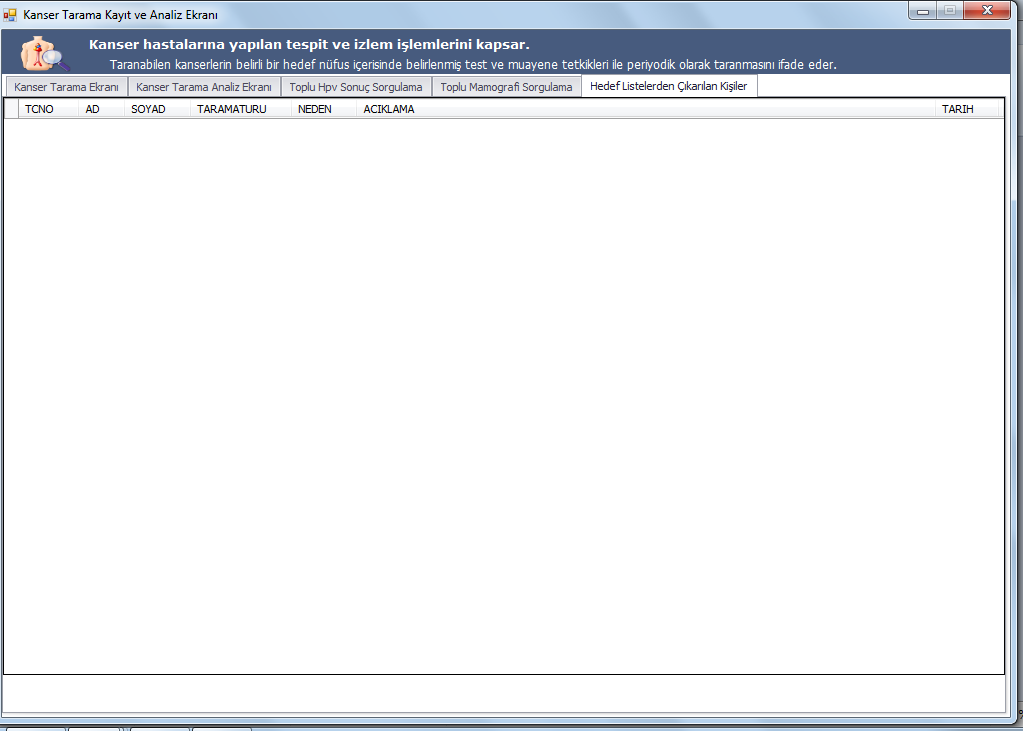 Kanser Tarama Kayıt ve Analiz Ekranı
Kanser hastalarına yapılan tespit ve izlem işlemlerini kapsar.
Taranabilen kanserlerin belirli bir hedef nüfus içerisinde belirlenmiş test ve muayene tetkikleri ile periyodik olarak taranmasını ifade eder.
Kanser Tarama Ekranı Kanser Tarama Analiz Ekranı Toplu Hpv Sonuç Sorgulama Toplu Mamografi Sorgulama Hedef Listelerden Çıkarılan Kişiler
TCNO AD SOYAD TARAMATURU NEDEN ACIKLAMA TARIH